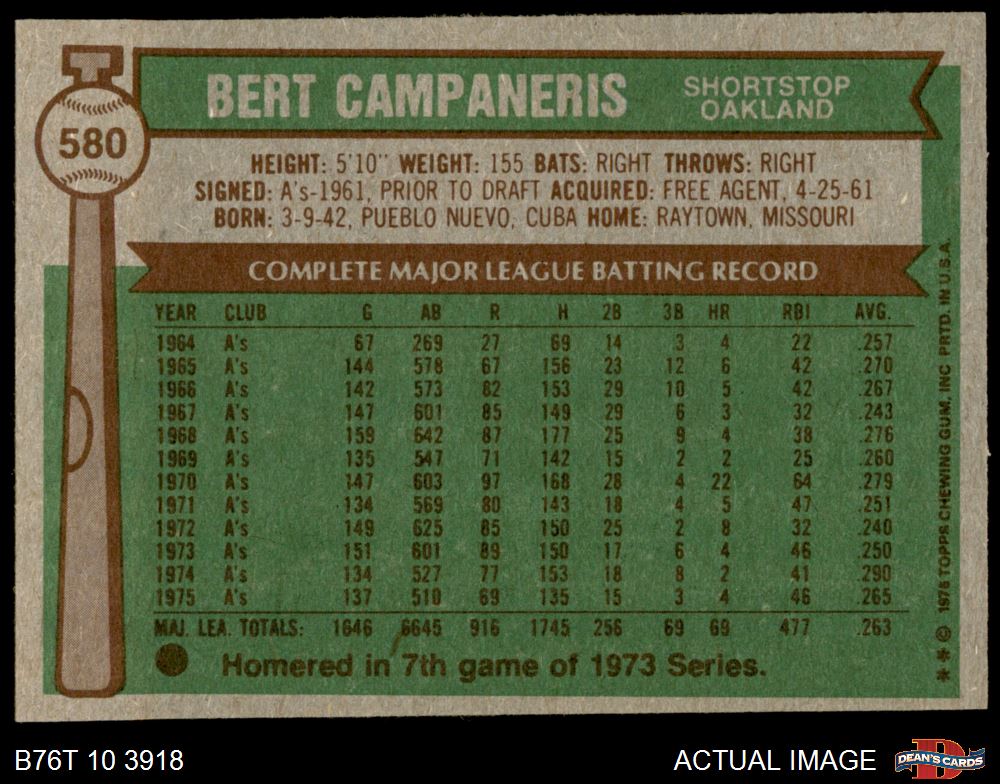 BERT CAMPANERIS SHORTSTOP OAKLAND
580
HEIGHT: 5'10" WEIGHT: 155 BATS: RIGHT THROWS: RIGHT
SIGNED: A's-1961, PRIOR TO DRAFT ACQUIRED: FREE AGENT, 4-25-61
BORN: 3-9-42, PUEBLO NUEVO, CUBA HOME: RAYTOWN, MISSOURI
COMPLETE MAJOR LEAGUE BATTING RECORD
YEAR CLUB G AB R H 2B 3B HR RBI AVG.
1964 A's 67 269 27 69 14 3 4 22 .257
1965 A's 144 578 67 156 23 12 6 42 .270
1966 A's 142 573 82 153 29 10 5 42 .267
1967 A's 147 601 85 149 29 6 3 32 .243
1968 A's 159 642 87 177 25 9 4 38 .276
1969 A's 135 547 71 142 15 2 2 25 .260
1970 A's 147 603 97 168 28 4 22 64 .279
1971 A's 134 569 80 143 18 4 5 47 .251
1972 A's 149 625 85 150 25 2 8 32 .240
1973 A's 151 601 89 150 17 6 4 46 .250
1974 A's 134 527 77 153 18 8 2 41 .290
1975 A's 137 510 69 135 15 3 4 46 .265
MAJ. LEA. TOTALS: 1646 6645 916 1745 256 69 69 477 .263
Homered in 7th game of 1973 Series.
* * © 1976 TOPPS CHEWING GUM, INC PRTD. IN U.S.A.
B76T 10 3918
ACTUAL IMAGE
D
DEAN'S CARDS